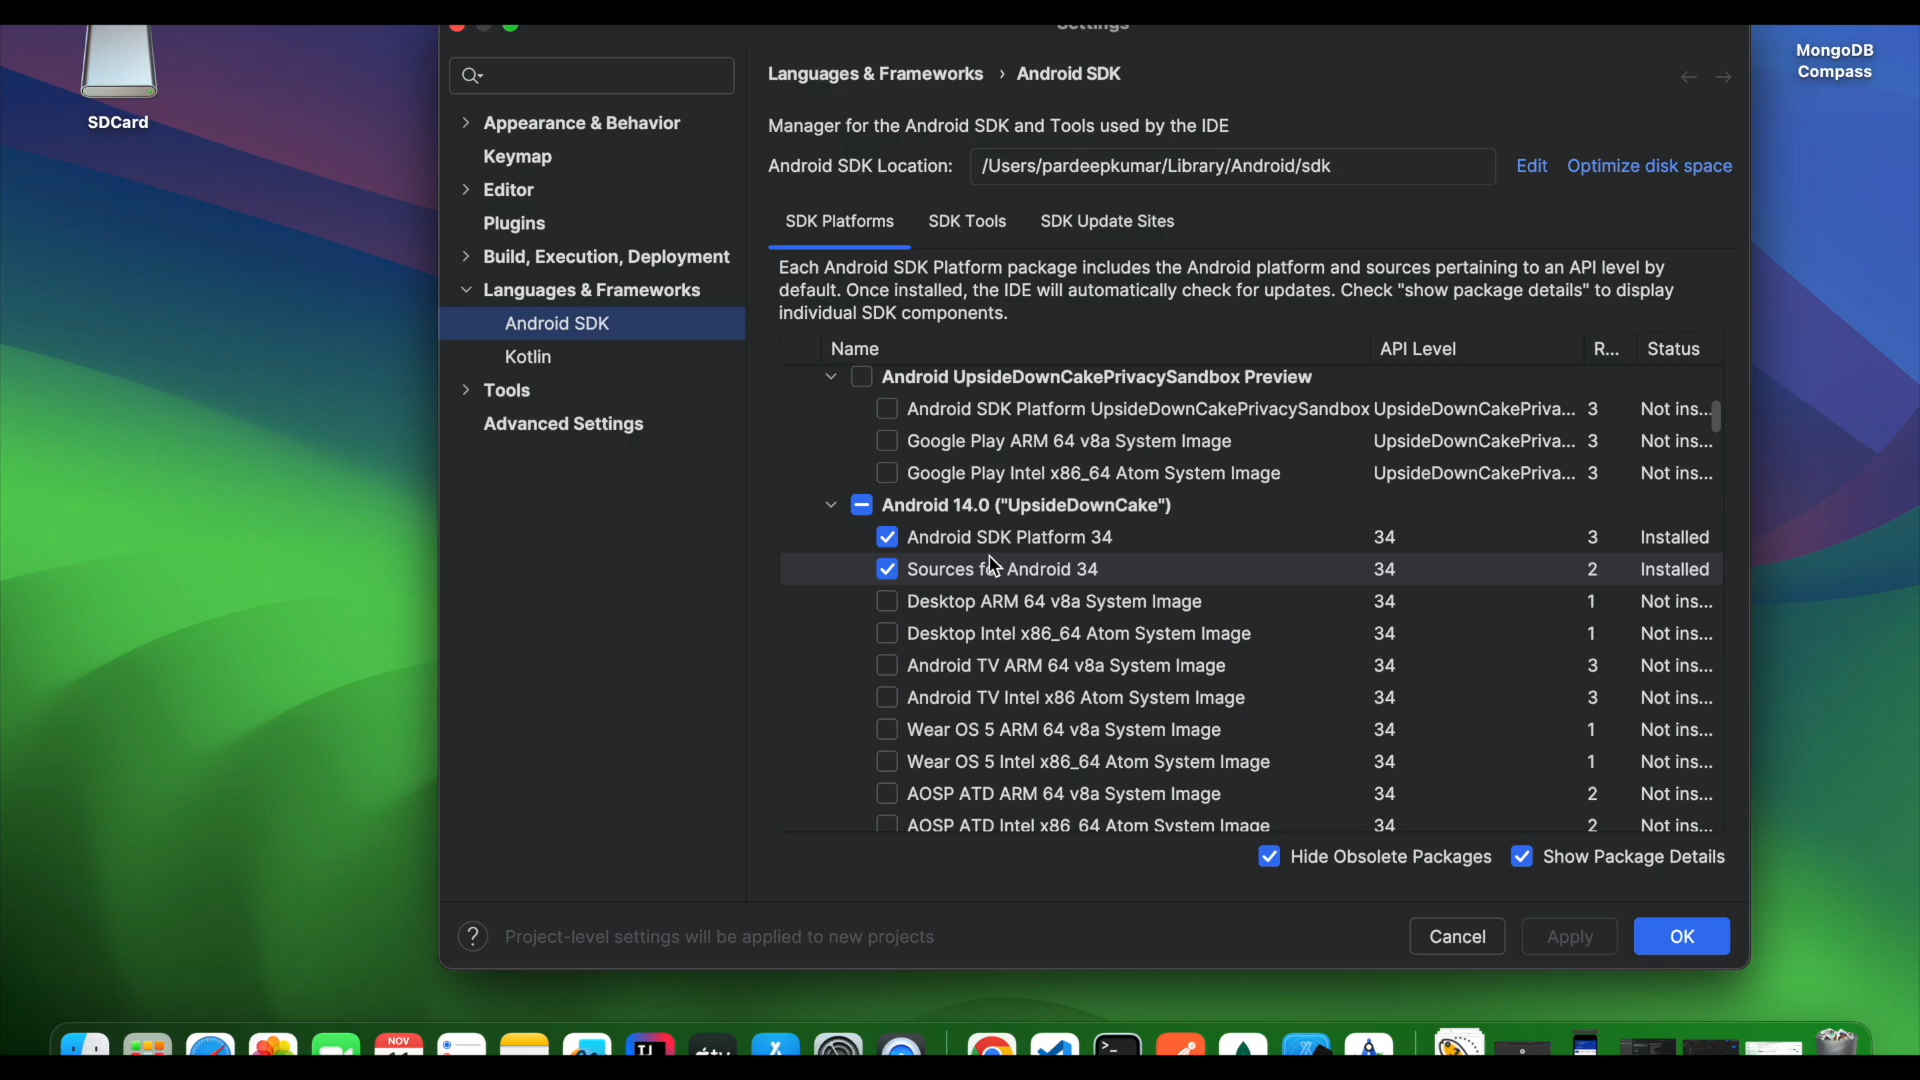 Settings
MongoDB
Compass
SDCard
Appearance & Behavior
Keymap
Editor
Plugins
Build, Execution, Deployment
Languages & Frameworks
Android SDK
Kotlin
Tools
Advanced Settings
Languages & Frameworks › Android SDK
Manager for the Android SDK and Tools used by the IDE
Android SDK Location: /Users/pardeepkumar/Library/Android/sdk Edit Optimize disk space
SDK Platforms SDK Tools SDK Update Sites
Each Android SDK Platform package includes the Android platform and sources pertaining to an API level by
default. Once installed, the IDE will automatically check for updates. Check "show package details" to display
individual SDK components.
Name API Level R... Status
Android UpsideDownCakePrivacySandbox Preview
Android SDK Platform UpsideDownCakePrivacySandbox UpsideDownCakePriva... 3 Not ins...
Google Play ARM 64 v8a System Image UpsideDownCakePriva... 3 Not ins...
Google Play Intel x86_64 Atom System Image UpsideDownCakePriva... 3 Not ins...
Android 14.0 ("UpsideDownCake")
Android SDK Platform 34 34 3 Installed
Sources for Android 34 34 2 Installed
Desktop ARM 64 v8a System Image 34 1 Not ins...
Desktop Intel x86_64 Atom System Image 34 1 Not ins...
Android TV ARM 64 v8a System Image 34 3 Not ins...
Android TV Intel x86 Atom System Image 34 3 Not ins...
Wear OS 5 ARM 64 v8a System Image 34 1 Not ins...
Wear OS 5 Intel x86_64 Atom System Image 34 1 Not ins...
AOSP ATD ARM 64 v8a System Image 34 2 Not ins...
AOSP ATD Intel x86_64 Atom System Image 34 2 Not ins...
Hide Obsolete Packages Show Package Details
? Project-level settings will be applied to new projects
Cancel Apply OK
NOV